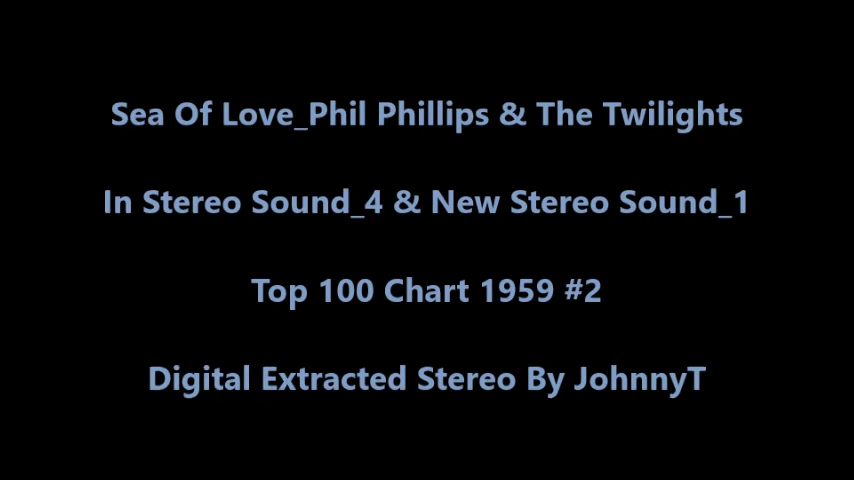 Sea Of Love_Phil Phillips & The Twilights
In Stereo Sound_4 & New Stereo Sound_1
Top 100 Chart 1959 #2
Digital Extracted Stereo By JohnnyT